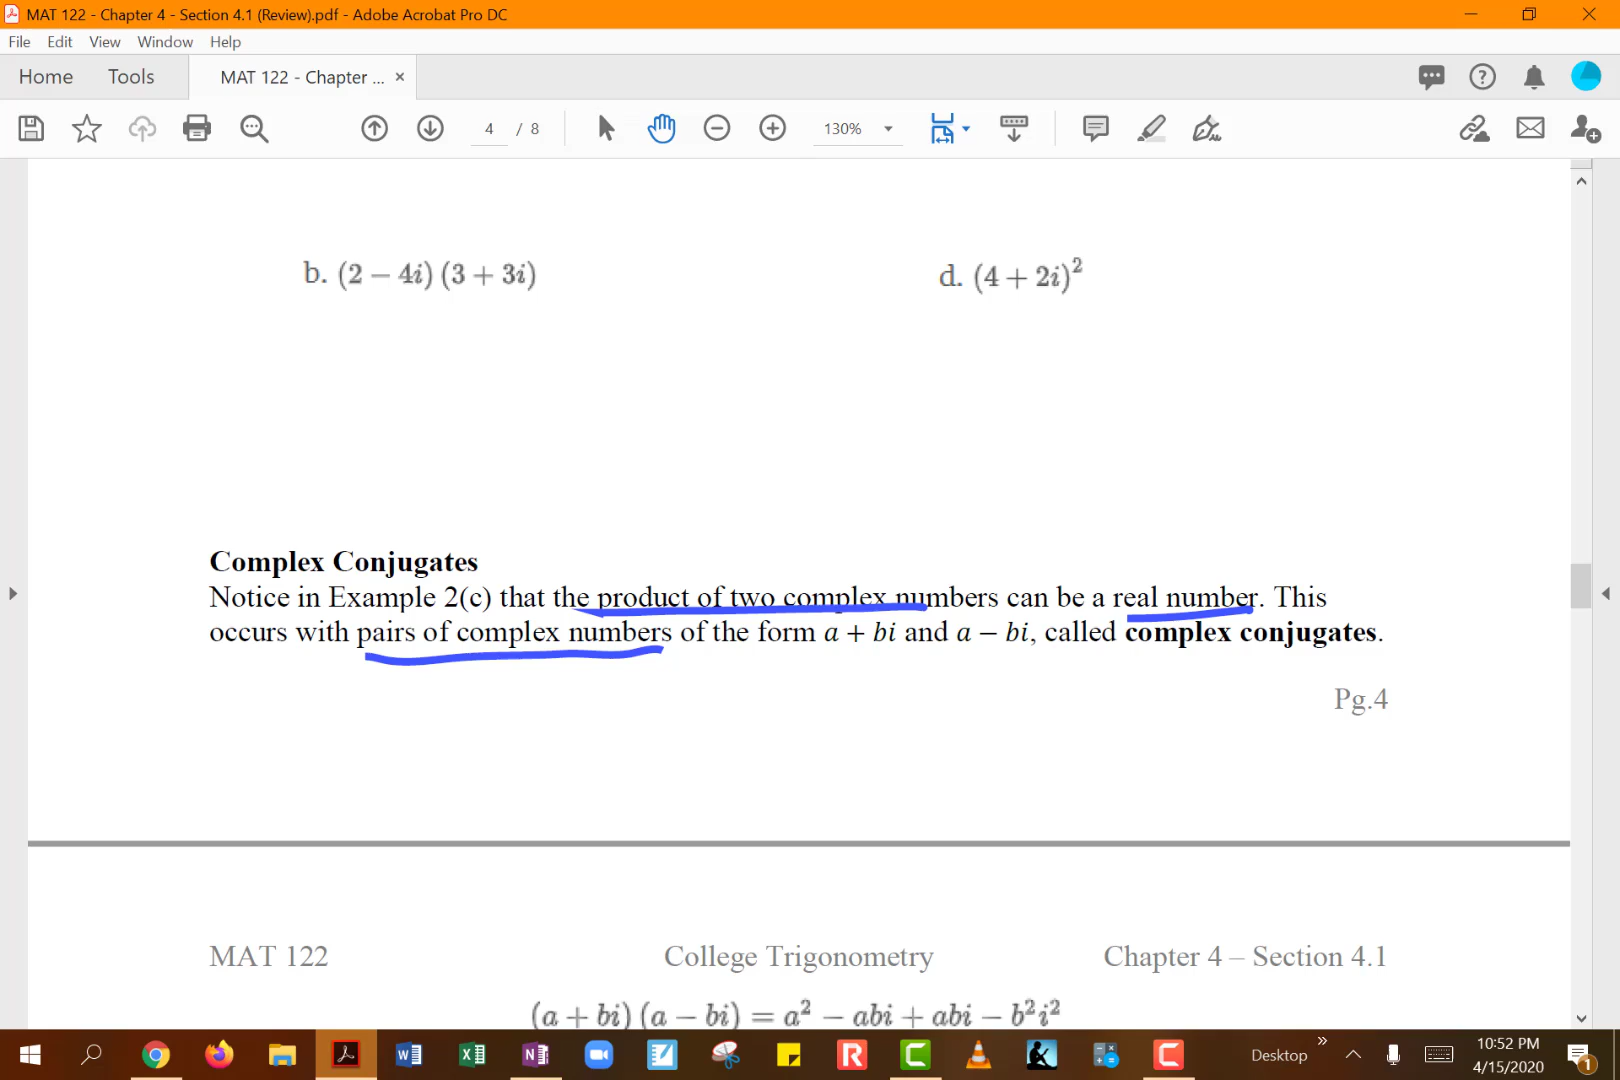 MAT 122 - Chapter 4 - Section 4.1 (Review).pdf - Adobe Acrobat Pro DC
File Edit View Window Help
Home Tools MAT 122 - Chapter ... ×
4 / 8 130%
b. (2 − 4i) (3 + 3i) d. (4 + 2i)²
Complex Conjugates
Notice in Example 2(c) that the product of two complex numbers can be a real number. This
occurs with pairs of complex numbers of the form a + bi and a − bi, called complex conjugates.
Pg.4
MAT 122 College Trigonometry Chapter 4 – Section 4.1
(a + bi) (a − bi) = a² − abi + abi − b²i²
Desktop 10:52 PM
4/15/2020 1